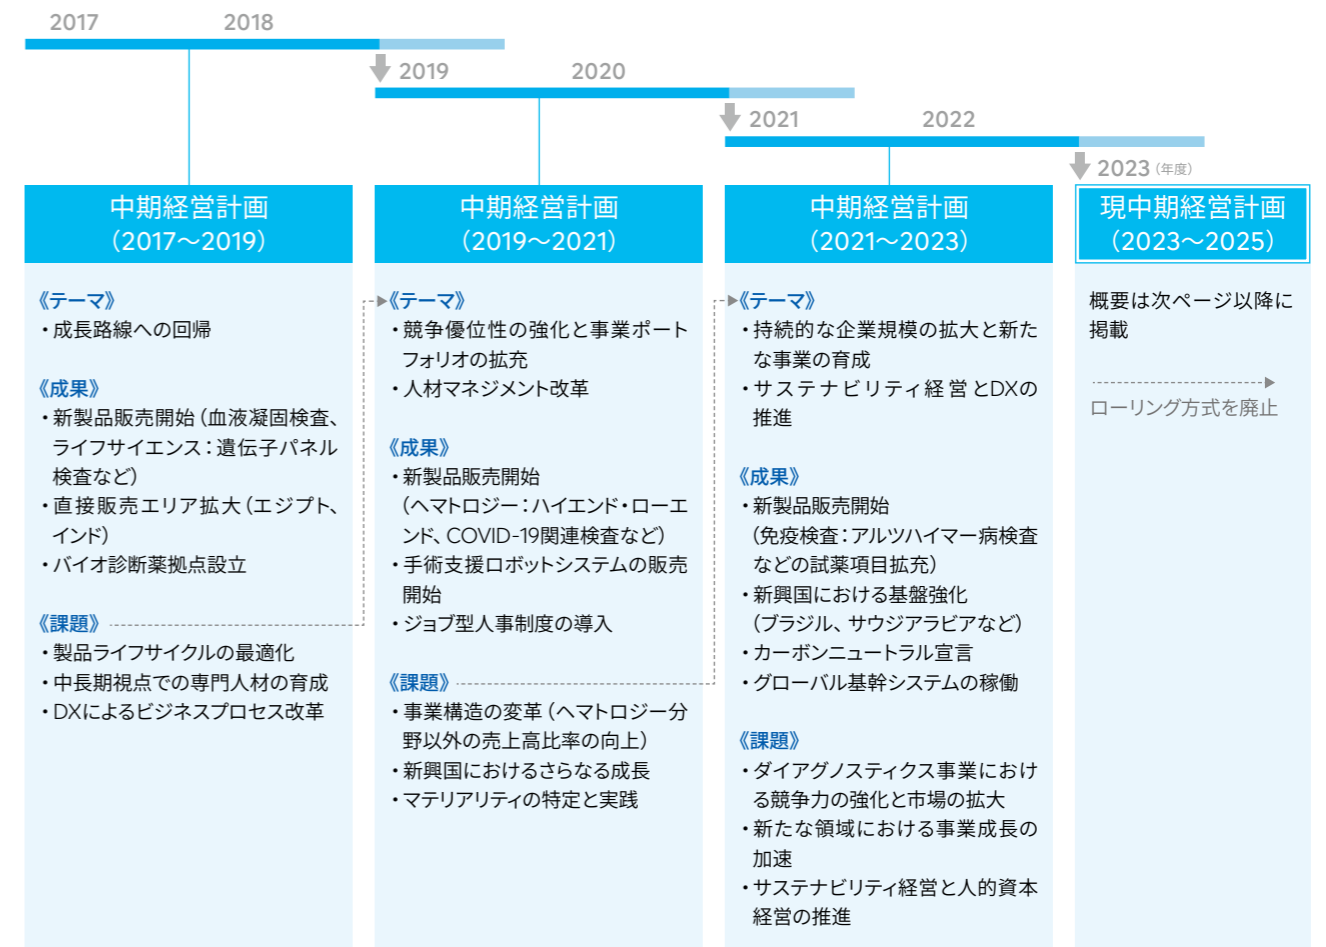 2017 2018
2019 2020
2021 2022
2023（年度）
中期経営計画
（2017～2019）
《テーマ》
・成長路線への回帰
《成果》
・新製品販売開始（血液凝固検査、
ライフサイエンス：遺伝子パネル
検査など）
・直接販売エリア拡大（エジプト、
インド）
・バイオ診断薬拠点設立
《課題》
・製品ライフサイクルの最適化
・中長期視点での専門人材の育成
・DXによるビジネスプロセス改革
中期経営計画
（2019～2021）
《テーマ》
・競争優位性の強化と事業ポート
フォリオの拡充
・人材マネジメント改革
《成果》
・新製品販売開始
（ヘマトロジー：ハイエンド・ローエ
ンド、COVID-19関連検査など）
・手術支援ロボットシステムの販売
開始
・ジョブ型人事制度の導入
《課題》
・事業構造の変革（ヘマトロジー分
野以外の売上高比率の向上）
・新興国におけるさらなる成長
・マテリアリティの特定と実践
中期経営計画
（2021～2023）
《テーマ》
・持続的な企業規模の拡大と新た
な事業の育成
・サステナビリティ経営とDXの
推進
《成果》
・新製品販売開始
（免疫検査：アルツハイマー病検査
などの試薬項目拡充）
・新興国における基盤強化
（ブラジル、サウジアラビアなど）
・カーボンニュートラル宣言
・グローバル基幹システムの稼働
《課題》
・ダイアグノスティクス事業におけ
る競争力の強化と市場の拡大
・新たな領域における事業成長の
加速
・サステナビリティ経営と人的資本
経営の推進
現中期経営計画
（2023～2025）
概要は次ページ以降に
掲載
ローリング方式を廃止